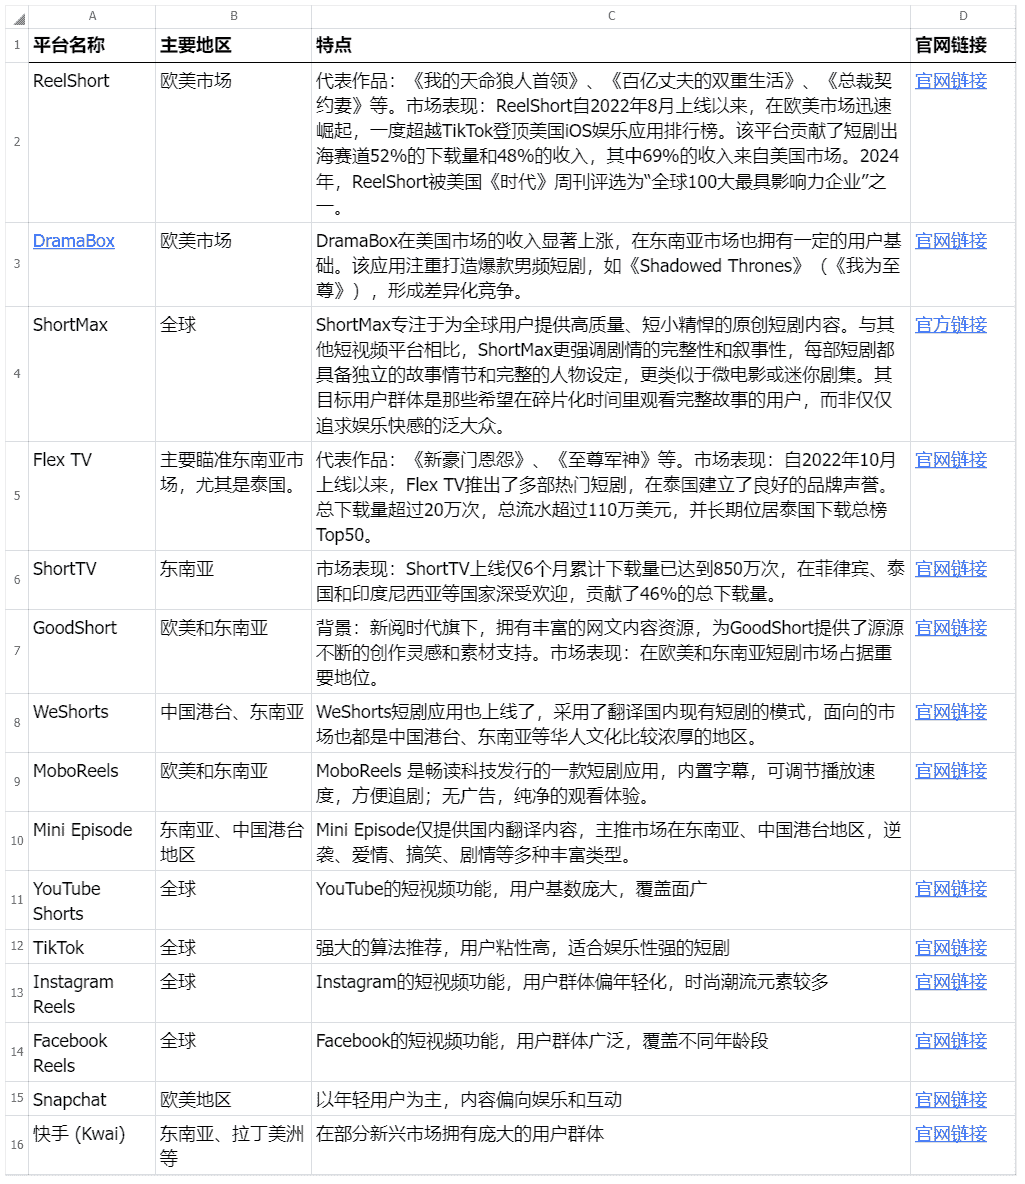 A B C D
1 平台名称 主要地区 特点 官网链接
2 ReelShort 欧美市场 代表作品：《我的天命狼人首领》、《百亿丈夫的双重生活》、《总裁契
约妻》等。市场表现：ReelShort自2022年8月上线以来，在欧美市场迅速
崛起，一度超越TikTok登顶美国iOS娱乐应用排行榜。该平台贡献了短剧出
海赛道52%的下载量和48%的收入，其中69%的收入来自美国市场。2024
年，ReelShort被美国《时代》周刊评选为“全球100大最具影响力企业”之
一。
官网链接
3 DramaBox 欧美市场 DramaBox在美国市场的收入显著上涨，在东南亚市场也拥有一定的用户基
础。该应用注重打造爆款男频短剧，如《Shadowed Thrones》（《我为至
尊》），形成差异化竞争。
官网链接
4 ShortMax 全球 ShortMax专注于为全球用户提供高质量、短小精悍的原创短剧内容。与其
他短视频平台相比，ShortMax更强调剧情的完整性和叙事性，每部短剧都
具备独立的故事情节和完整的人物设定，更类似于微电影或迷你剧集。其
目标用户群体是那些希望在碎片化时间里观看完整故事的用户，而非仅仅
追求娱乐快感的泛大众。
官方链接
5 Flex TV 主要瞄准东南亚市
场，尤其是泰国。
代表作品：《新豪门恩怨》、《至尊军神》等。市场表现：自2022年10月
上线以来，Flex TV推出了多部热门短剧，在泰国建立了良好的品牌声誉。
总下载量超过20万次，总流水超过110万美元，并长期位居泰国下载总榜
Top50。
官网链接
6 ShortTV 东南亚 市场表现：ShortTV上线仅6个月累计下载量已达到850万次，在菲律宾、泰
国和印度尼西亚等国家深受欢迎，贡献了46%的总下载量。
官网链接
7 GoodShort 欧美和东南亚 背景：新阅时代旗下，拥有丰富的网文内容资源，为GoodShort提供了源源
不断的创作灵感和素材支持。市场表现：在欧美和东南亚短剧市场占据重
要地位。
官网链接
8 WeShorts 中国港台、东南亚 WeShorts短剧应用也上线了，采用了翻译国内现有短剧的模式，面向的市
场也都是中国港台、东南亚等华人文化比较浓厚的地区。
官网链接
9 MoboReels 欧美和东南亚 MoboReels 是畅读科技发行的一款短剧应用，内置字幕，可调节播放速
度，方便追剧；无广告，纯净的观看体验。
官网链接
10 Mini Episode 东南亚、中国港台
地区
Mini Episode仅提供国内翻译内容，主推市场在东南亚、中国港台地区，逆
袭、爱情、搞笑、剧情等多种丰富类型。
11 YouTube
Shorts
全球 YouTube的短视频功能，用户基数庞大，覆盖面广 官网链接
12 TikTok 全球 强大的算法推荐，用户粘性高，适合娱乐性强的短剧 官网链接
13 Instagram
Reels
全球 Instagram的短视频功能，用户群体偏年轻化，时尚潮流元素较多 官网链接
14 Facebook
Reels
全球 Facebook的短视频功能，用户群体广泛，覆盖不同年龄段 官网链接
15 Snapchat 欧美地区 以年轻用户为主，内容偏向娱乐和互动 官网链接
16 快手 (Kwai) 东南亚、拉丁美洲
等
在部分新兴市场拥有庞大的用户群体 官网链接